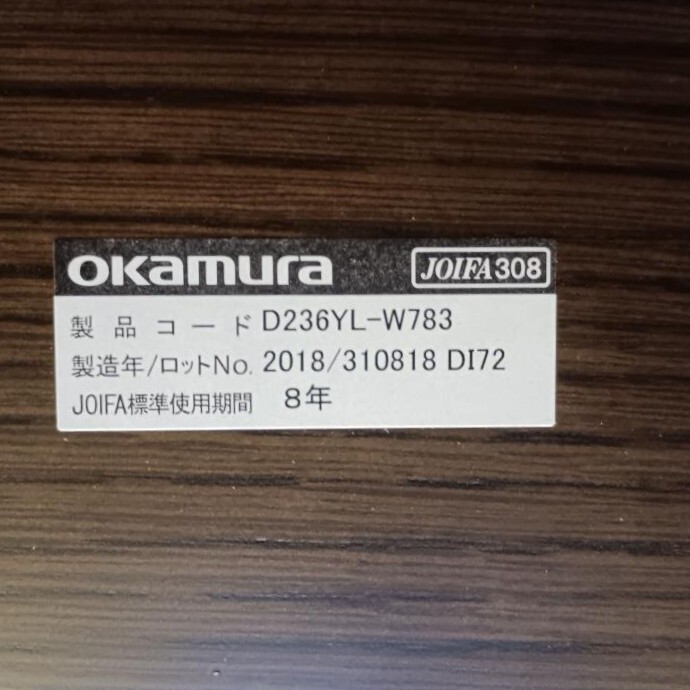 okamura JOIFA308
製品コード D236YL-W783
製造年/ロットNo. 2018/310818 DI72
JOIFA標準使用期間 8年